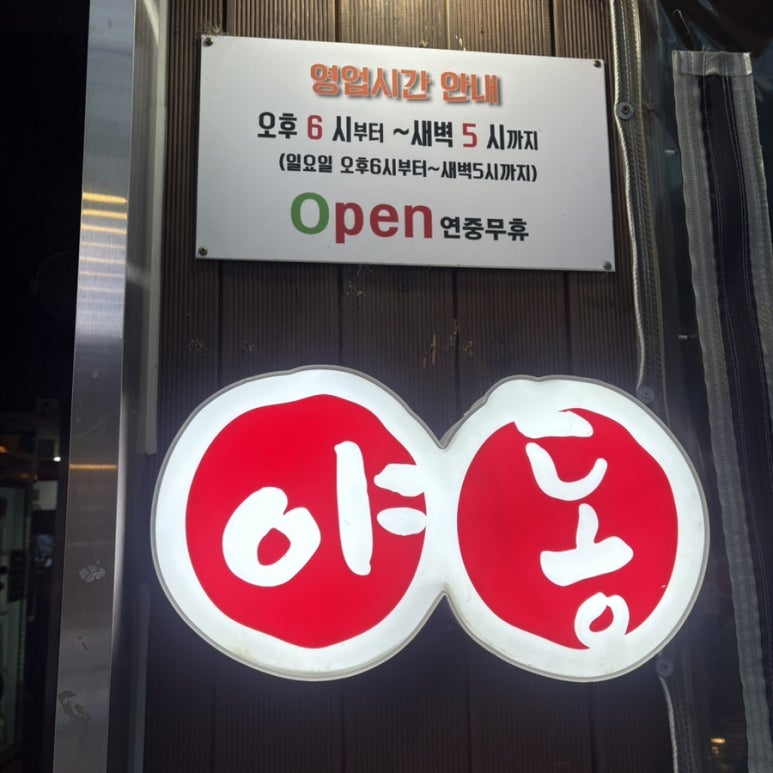 영업시간 안내
오후 6 시부터 ~새벽 5 시까지
(일요일 오후6시부터~새벽5시까지)
Open 연중무휴
야동